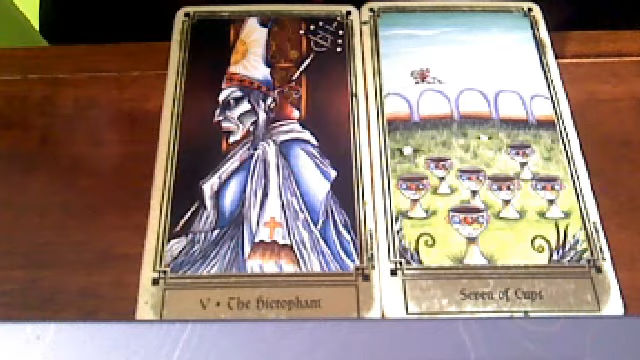 V • The Hierophant
Seven of Cups